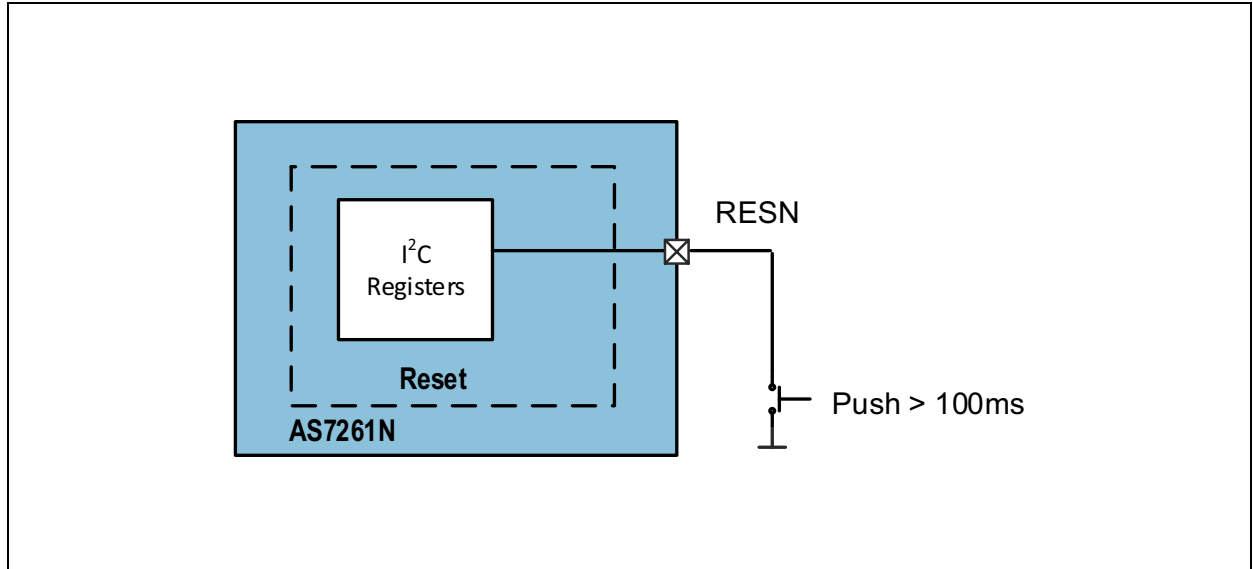 RESN
I²C
Registers
Reset
Push > 100ms
AS7261N